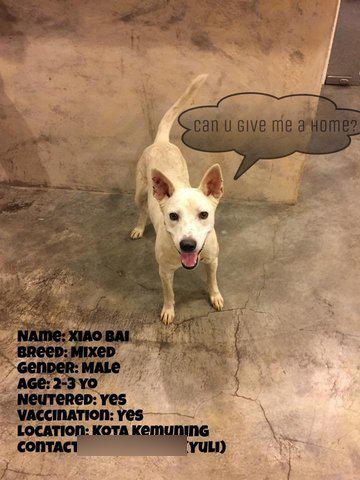 can u give me a home?
Name: Xiao Bai
Breed: Mixed
Gender: Male
Age: 2-3 yo
Neutered: Yes
Vaccination: Yes
Location: Kota Kemuning
Contact (Yuli)